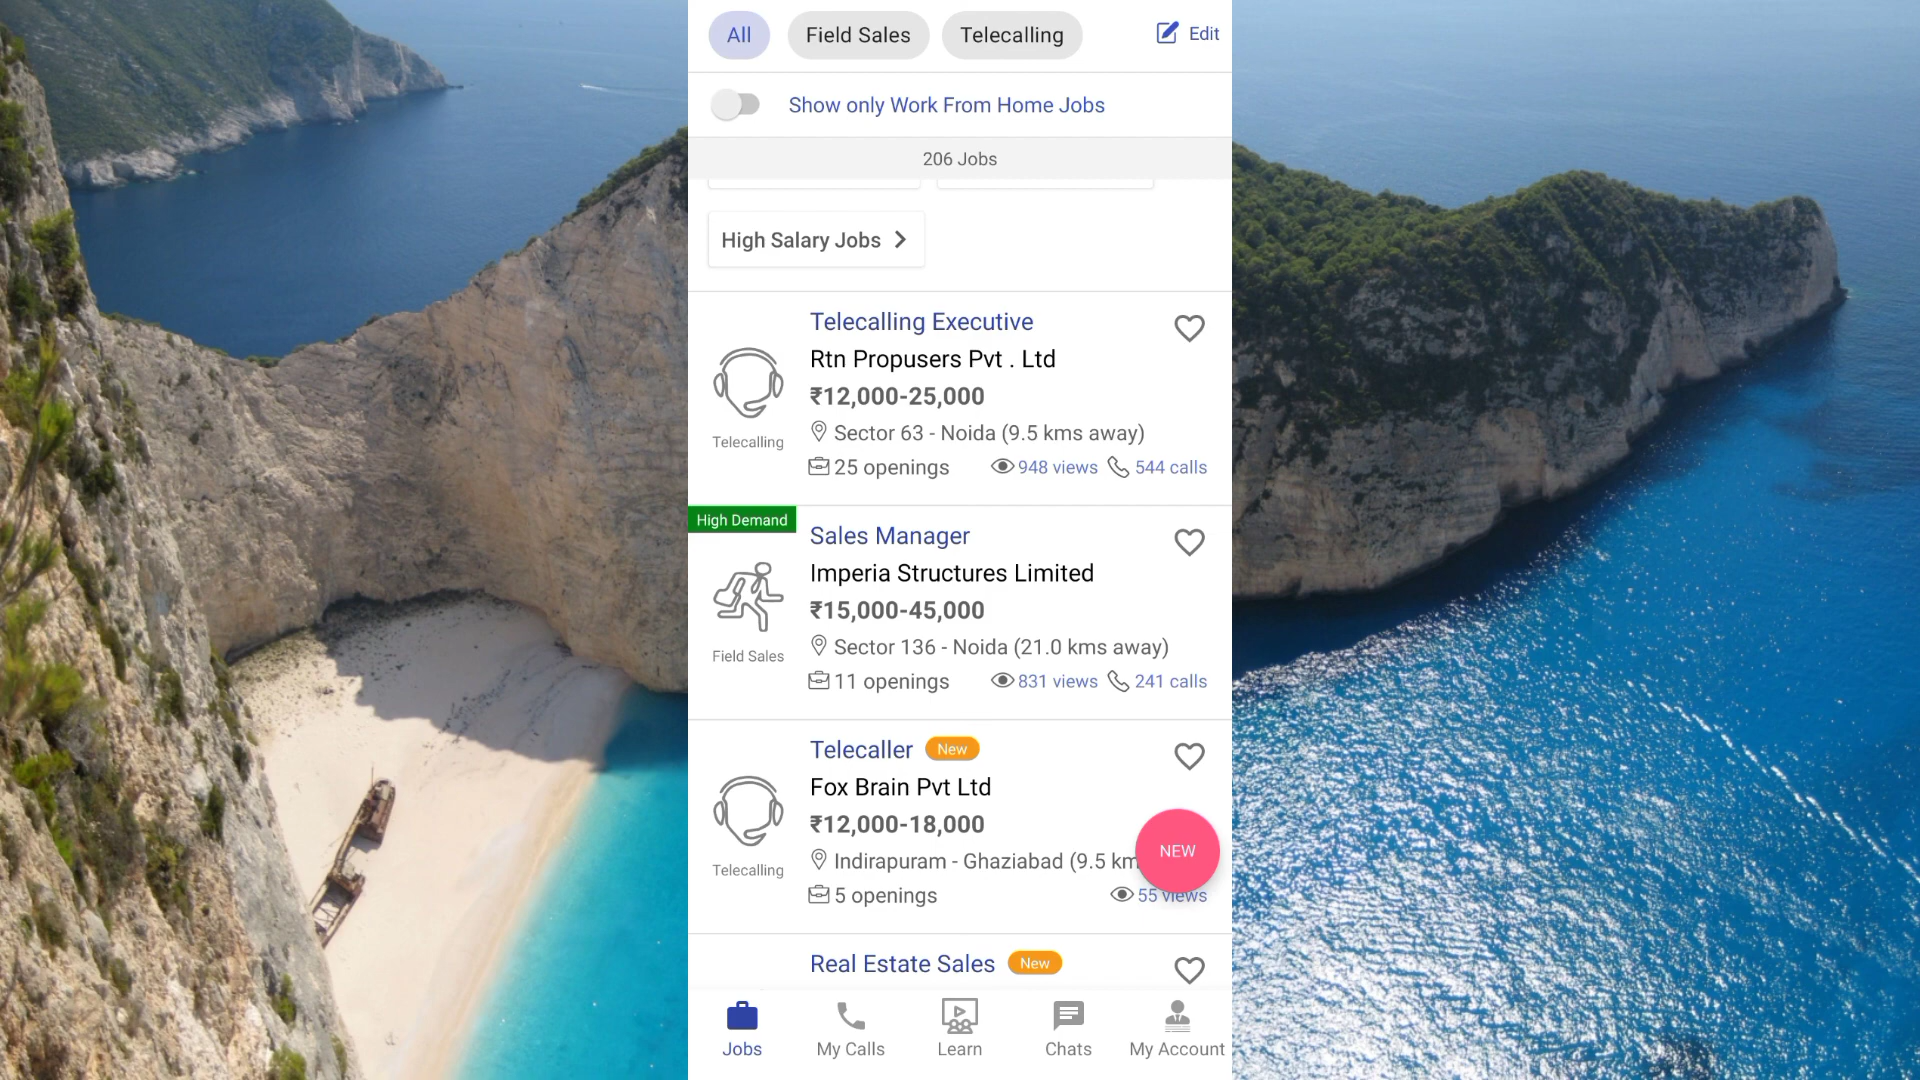 All
Field Sales
Telecalling
Edit
Show only Work From Home Jobs
206 Jobs
High Salary Jobs
Telecalling Executive
Rtn Propusers Pvt . Ltd
₹12,000-25,000
Sector 63 - Noida (9.5 kms away)
Telecalling
25 openings
948 views
544 calls
High Demand
Sales Manager
Imperia Structures Limited
₹15,000-45,000
Sector 136 - Noida (21.0 kms away)
Field Sales
11 openings
831 views
241 calls
Telecaller
New
Fox Brain Pvt Ltd
₹12,000-18,000
NEW
Indirapuram - Ghaziabad (9.5 km
Telecalling
5 openings
55 views
Real Estate Sales
New
Jobs
My Calls
Learn
Chats
My Account